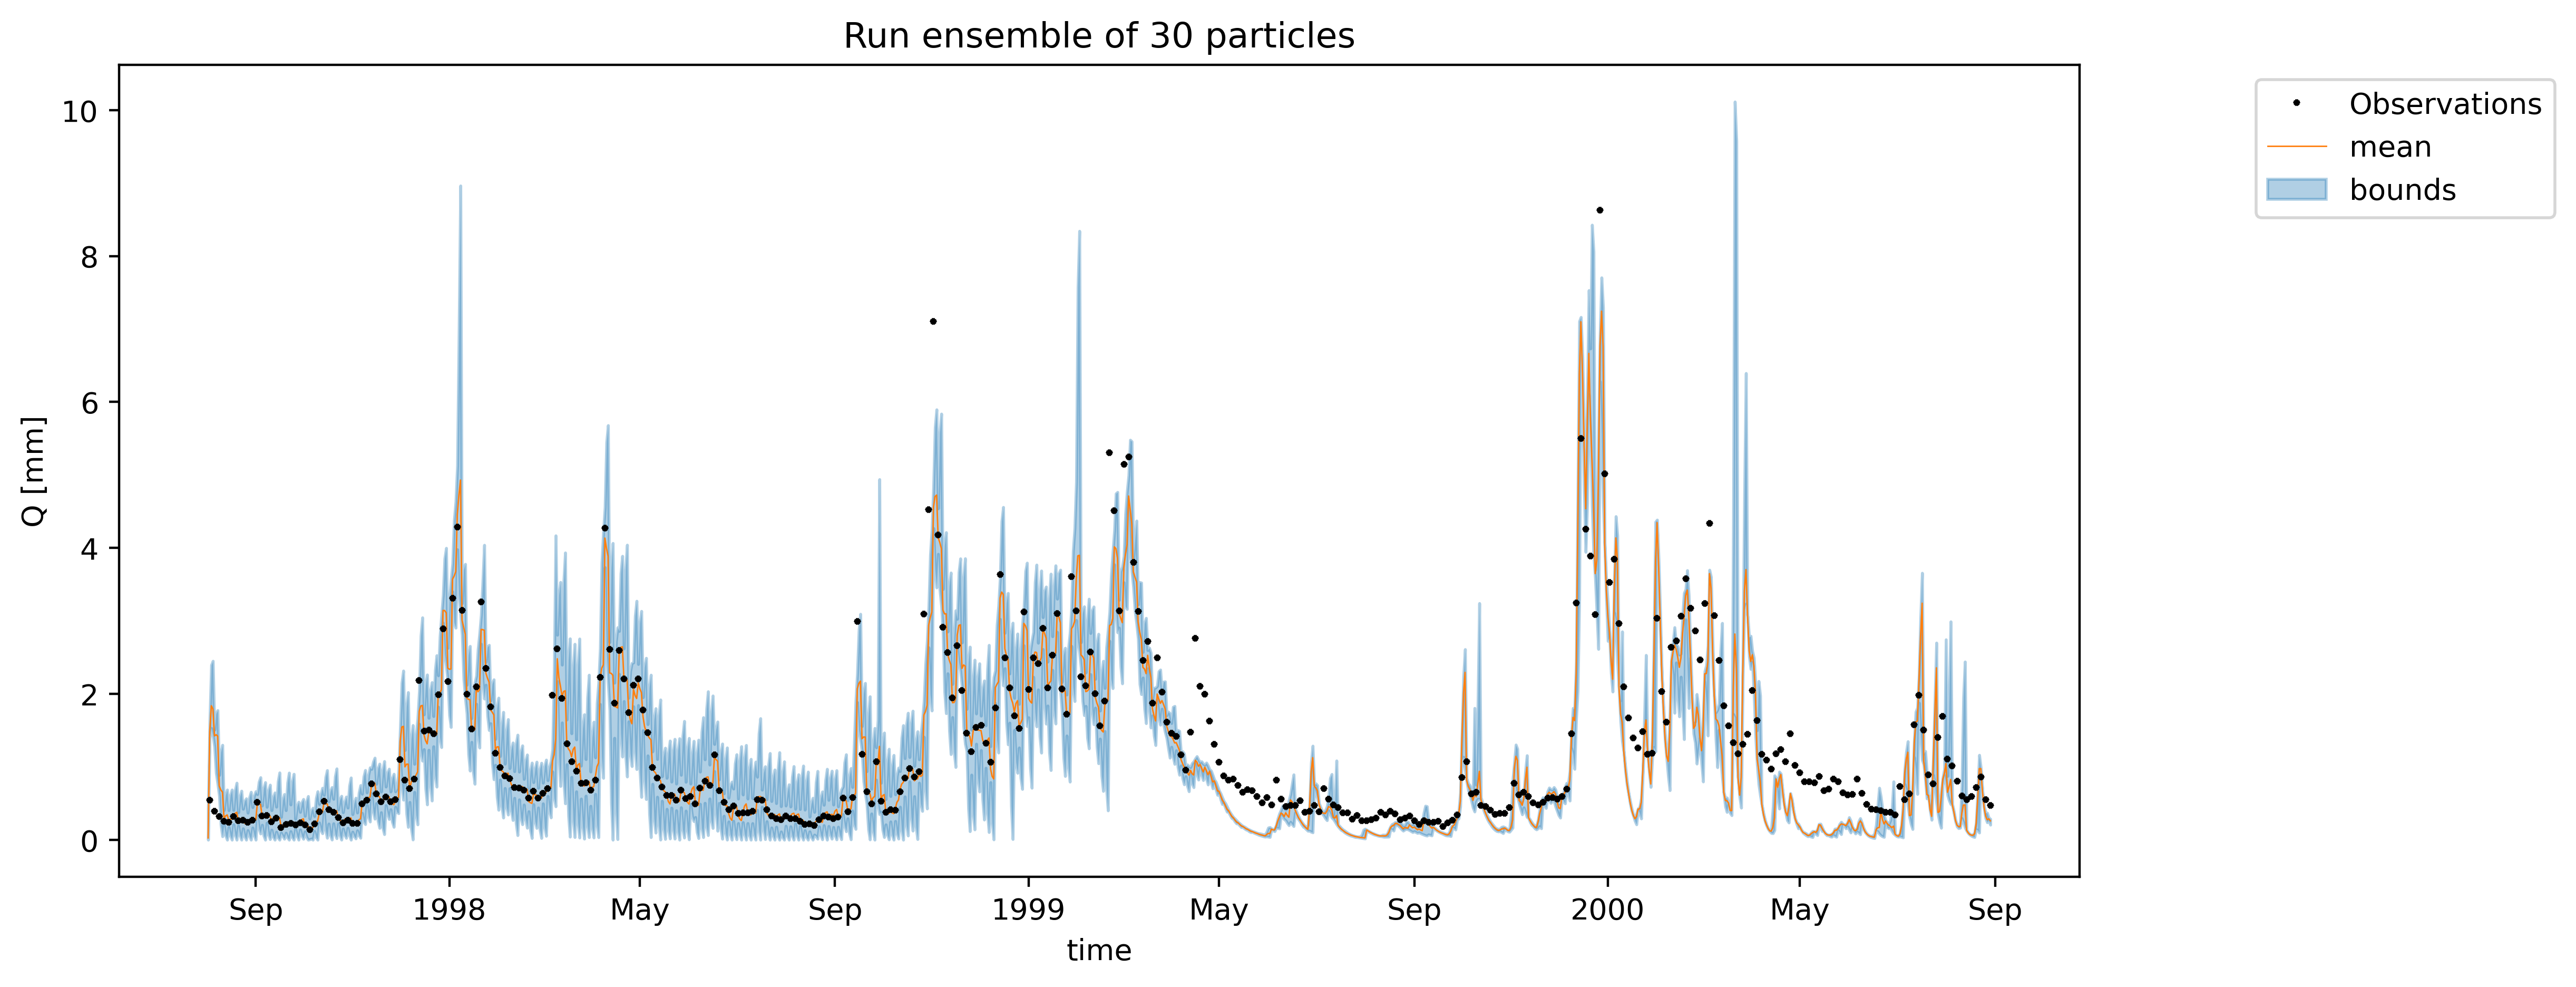 Run ensemble of 30 particles
Observations
mean
bounds
10
8
6
4
2
0
Q [mm]
Sep 1998 May Sep 1999 May Sep 2000 May Sep
time